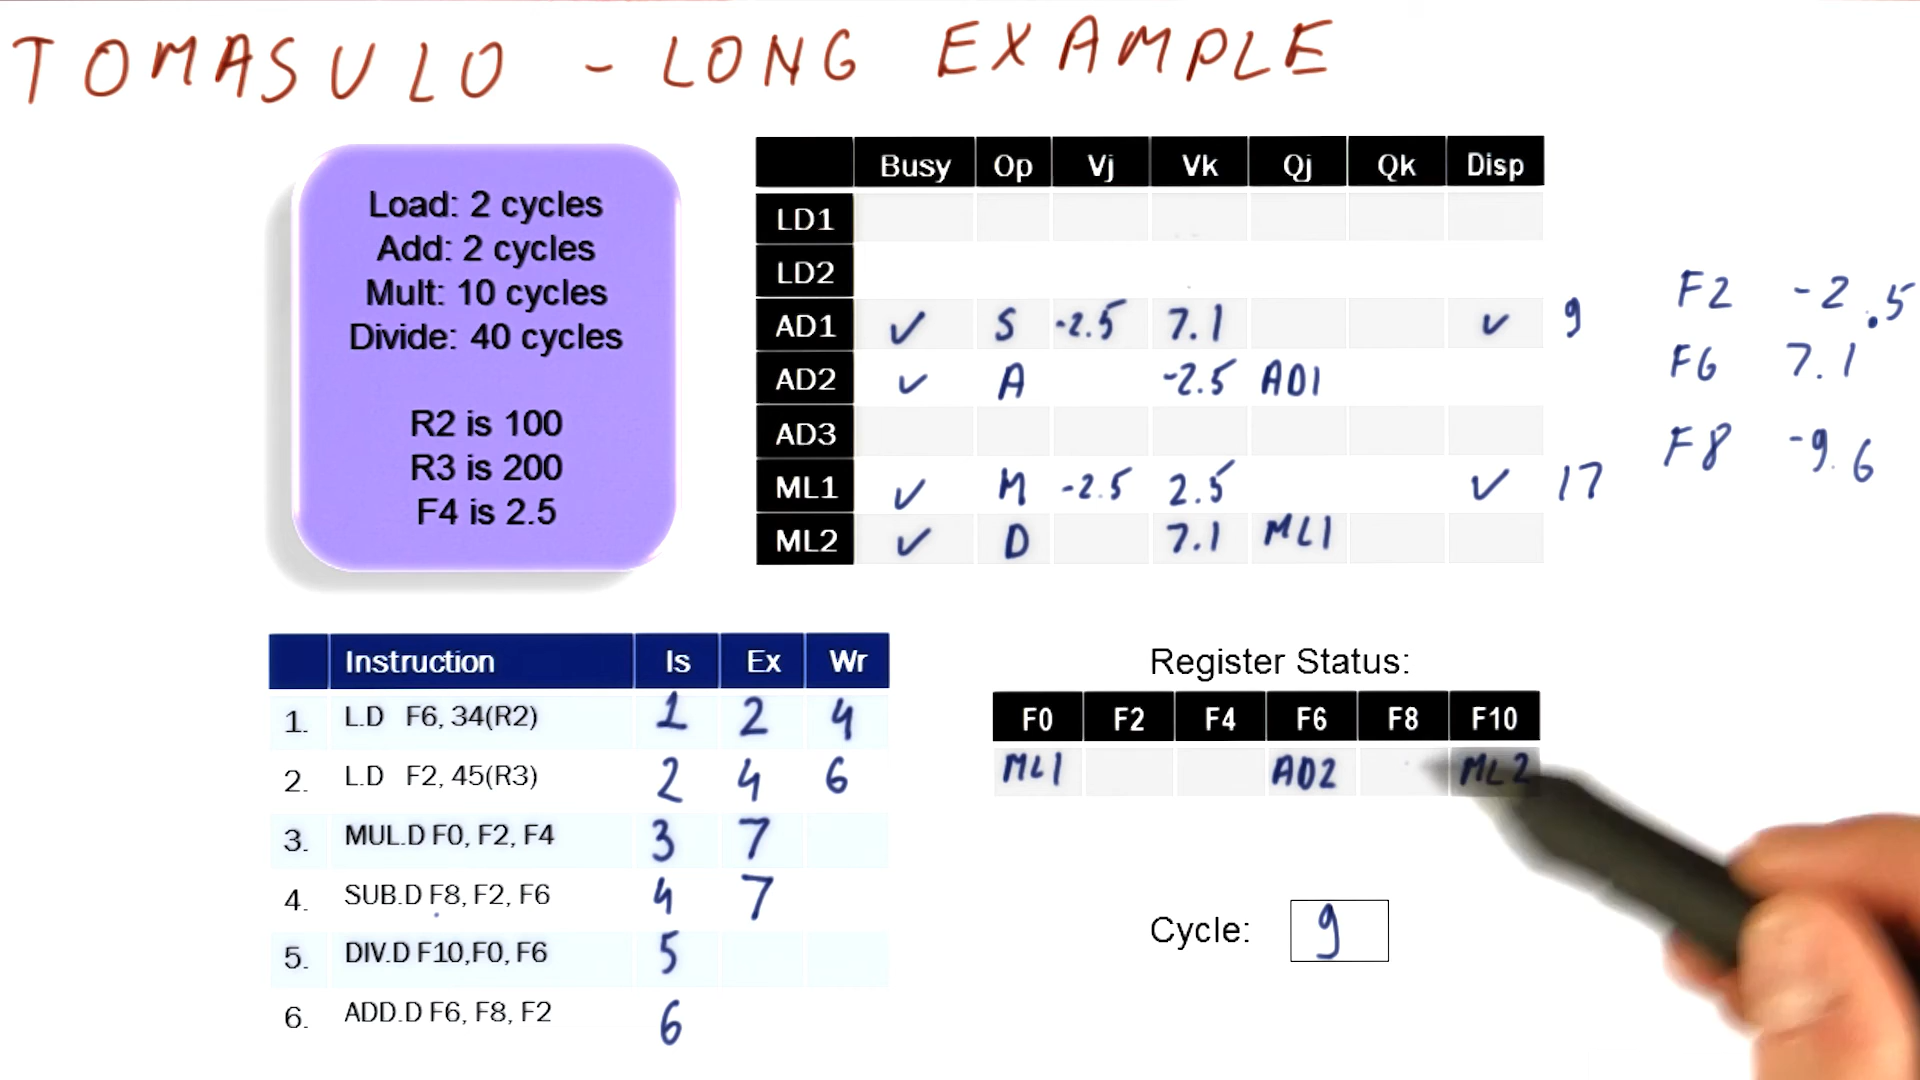 TOMASULO - LONG EXAMPLE
Load: 2 cycles
Add: 2 cycles
Mult: 10 cycles
Divide: 40 cycles
R2 is 100
R3 is 200
F4 is 2.5
Busy Op Vj Vk Qj Qk Disp
LD1
LD2
AD1 ✓ S -2.5 7.1 ✓ 9
AD2 ✓ A -2.5 AD1
AD3
ML1 ✓ M -2.5 2.5 ✓ 17
ML2 ✓ D 7.1 ML1
F2 -2.5
F6 7.1
F8 -9.6
Instruction Is Ex Wr
1. L.D F6, 34(R2) 1 2 4
2. L.D F2, 45(R3) 2 4 6
3. MUL.D F0, F2, F4 3 7
4. SUB.D F8, F2, F6 4 7
5. DIV.D F10,F0, F6 5
6. ADD.D F6, F8, F2 6
Register Status:
F0 F2 F4 F6 F8 F10
ML1 AD2 ML2
Cycle: 9